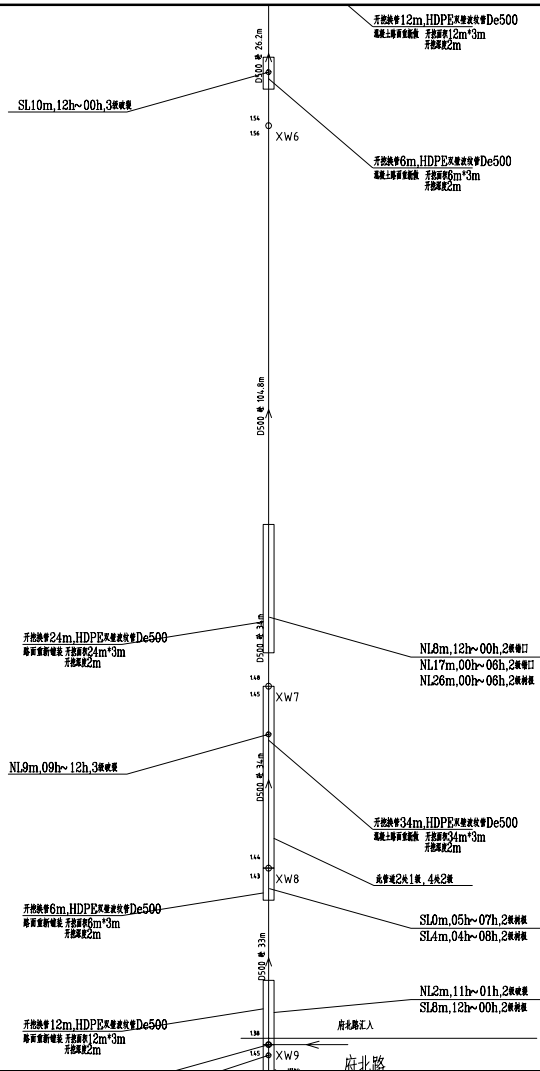 开挖换管12m,HDPE双壁波纹管De500
混凝土路面重新做 开挖面积12m*3m
开挖深度2m
D500 砼 26.2m
SL10m,12h~00h,3级破裂
1.54
1.56
XW6
开挖换管6m,HDPE双壁波纹管De500
混凝土路面重新做 开挖面积6m*3m
开挖深度2m
D500 砼 104.8m
开挖换管24m,HDPE双壁波纹管De500
路面重新铺装 开挖面积24m*3m
开挖深度2m
D500 砼 34m
NL8m,12h~00h,2级错口
NL17m,00h~06h,2级错口
NL26m,00h~06h,2级树根
1.48
1.45
XW7
NL9m,09h~12h,3级破裂
D500 砼 34m
开挖换管34m,HDPE双壁波纹管De500
混凝土路面重新做 开挖面积34m*3m
开挖深度2m
1.44
1.43
XW8
此管道2处1级, 4处2级
开挖换管6m,HDPE双壁波纹管De500
路面重新铺装 开挖面积6m*3m
开挖深度2m
SL0m,05h~07h,2级树根
SL4m,04h~08h,2级树根
D500 砼 33m
NL2m,11h~01h,2级破裂
SL8m,12h~00h,2级树根
开挖换管12m,HDPE双壁波纹管De500
路面重新铺装 开挖面积12m*3m
开挖深度2m
府北路汇入
1.38
1.45
XW9
府北路